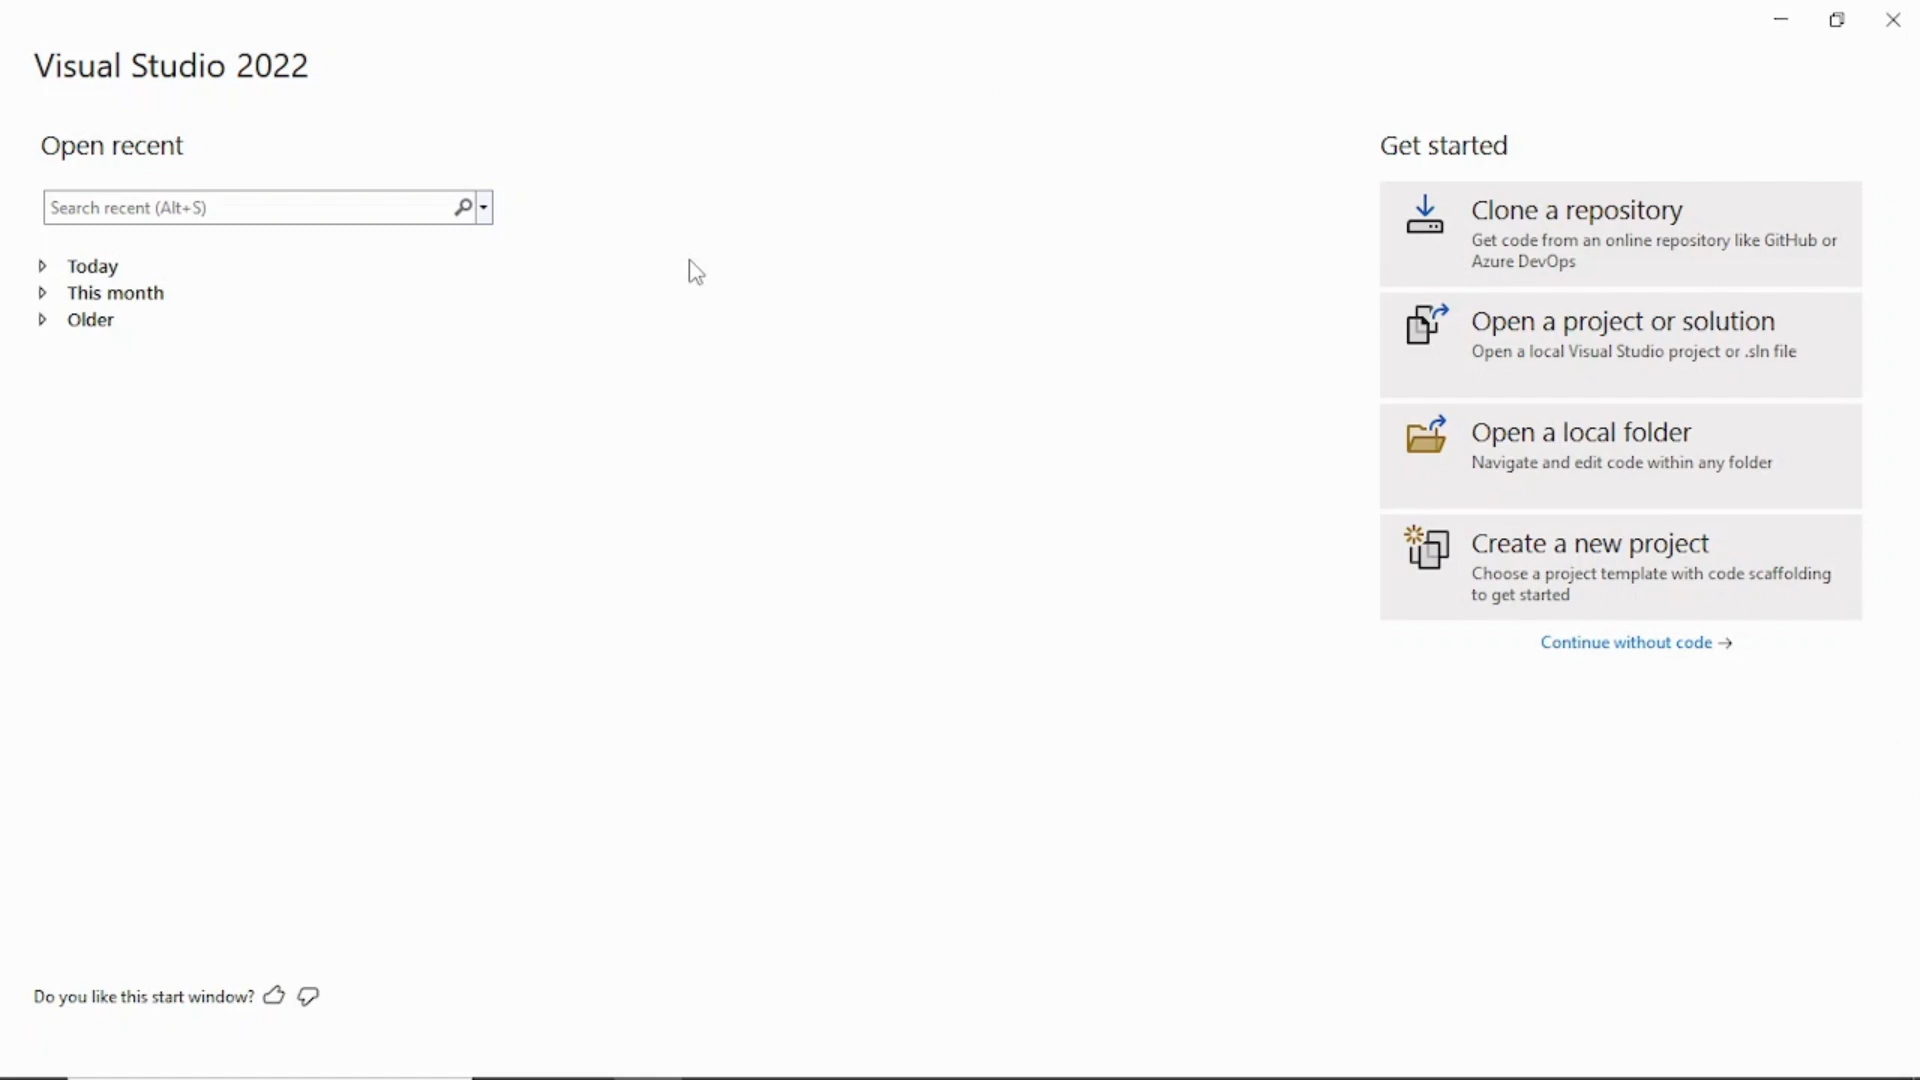 Visual Studio 2022
Open recent
Search recent (Alt+S)
Today
This month
Older
Get started
Clone a repository
Get code from an online repository like GitHub or
Azure DevOps
Open a project or solution
Open a local Visual Studio project or .sln file
Open a local folder
Navigate and edit code within any folder
Create a new project
Choose a project template with code scaffolding
to get started
Continue without code →
Do you like this start window?